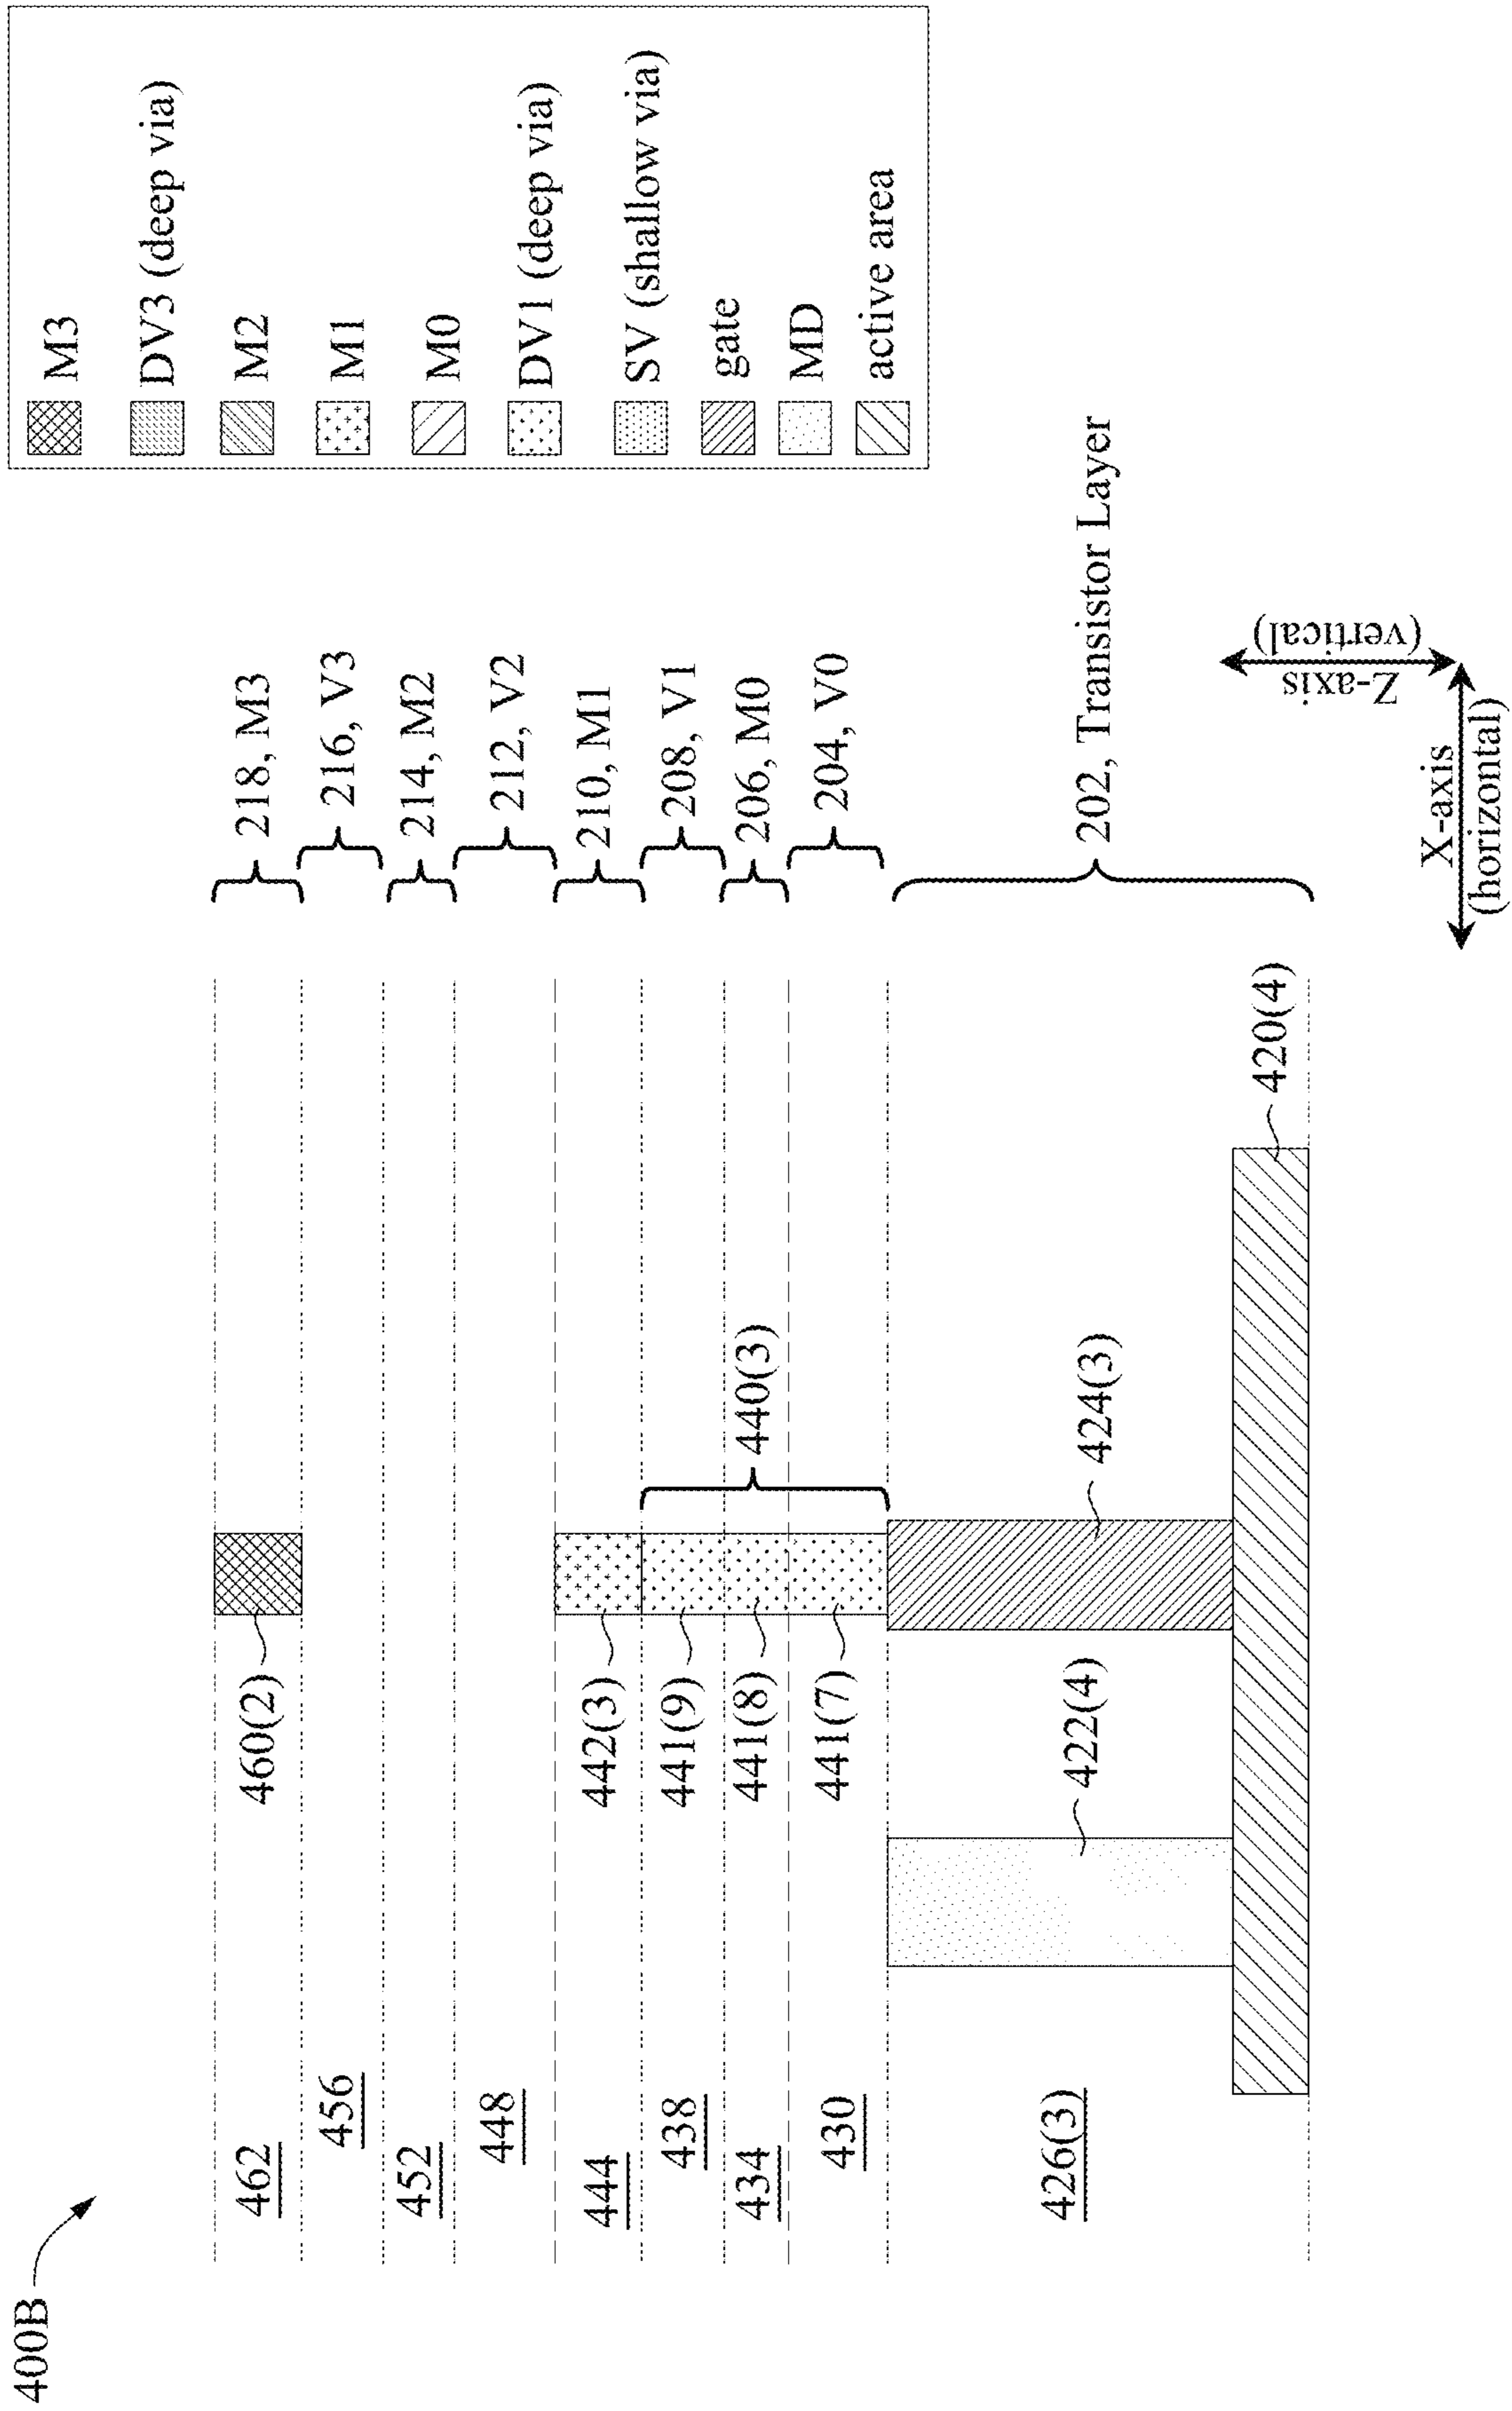 400B
M3
DV3 (deep via)
M2
M1
M0
DV1 (deep via)
SV (shallow via)
gate
MD
active area
462
460(2)
218, M3
456
216, V3
452
214, M2
448
212, V2
444
442(3)
210, M1
438
441(9)
208, V1
434
441(8)
440(3)
206, M0
430
441(7)
204, V0
426(3)
422(4)
424(3)
202, Transistor Layer
420(4)
Z-axis
(vertical)
X-axis
(horizontal)